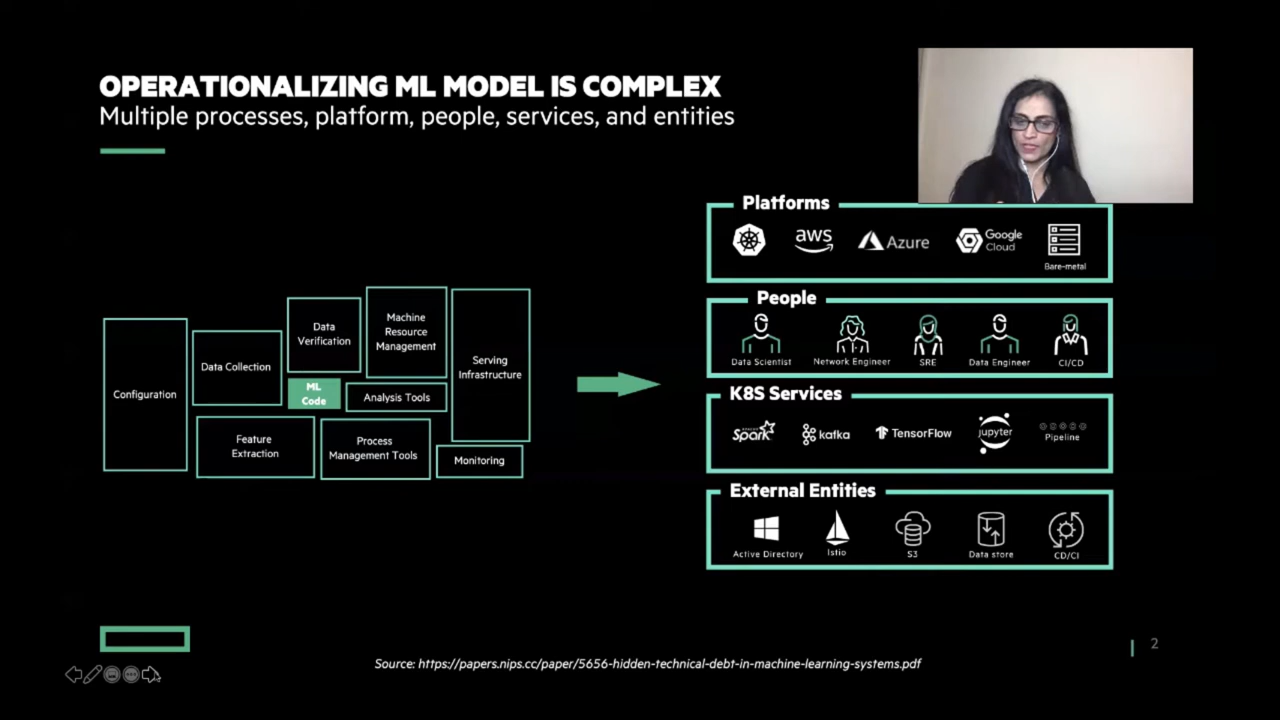 OPERATIONALIZING ML MODEL IS COMPLEX
Multiple processes, platform, people, services, and entities
Configuration
Data Collection
Data
Verification
Machine
Resource
Management
ML
Code
Analysis Tools
Serving
Infrastructure
Feature
Extraction
Process
Management Tools
Monitoring
Platforms
aws
Azure
Google
Cloud
Bare-metal
People
Data Scientist
Network Engineer
SRE
Data Engineer
CI/CD
K8S Services
Spark
kafka
TensorFlow
jupyter
Pipeline
External Entities
Active Directory
Istio
S3
Data store
CD/CI
Source: https://papers.nips.cc/paper/5656-hidden-technical-debt-in-machine-learning-systems.pdf
2